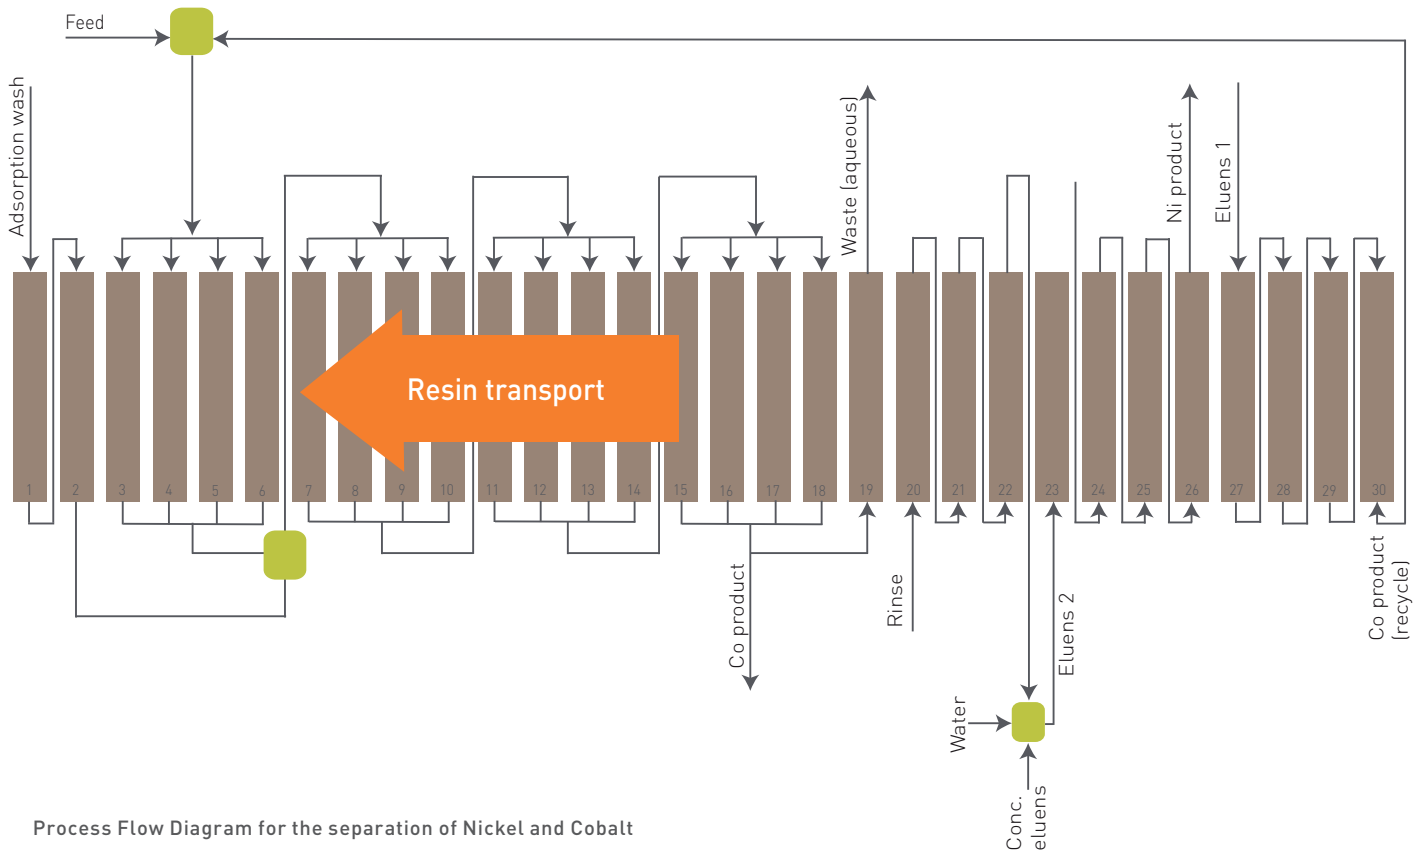 Feed
Adsorption wash
Waste (aqueous)
Ni product
Eluens 1
Resin transport
1 2 3 4 5 6 7 8 9 10 11 12 13 14 15 16 17 18 19 20 21 22 23 24 25 26 27 28 29 30
Co product
Rinse
Eluens 2
Co product
(recycle)
Water
Conc.
eluens
Process Flow Diagram for the separation of Nickel and Cobalt